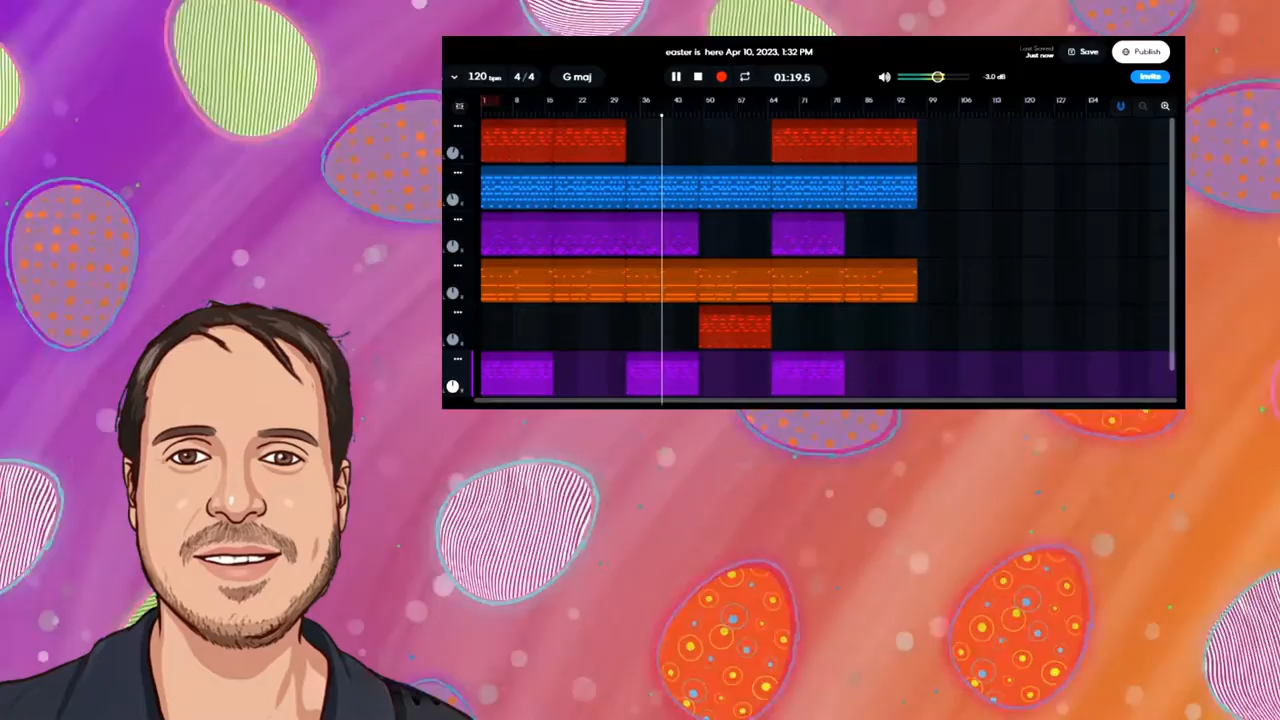 easter is here Apr 10, 2023, 1:32 PM
Last Saved
Just now
Save
Publish
120 bpm
4/4
G maj
01:19.5
-3.0 dB
Invite
1 8 15 22 29 36 43 50 57 64 71 78 85 92 99 106 113 120 127 134